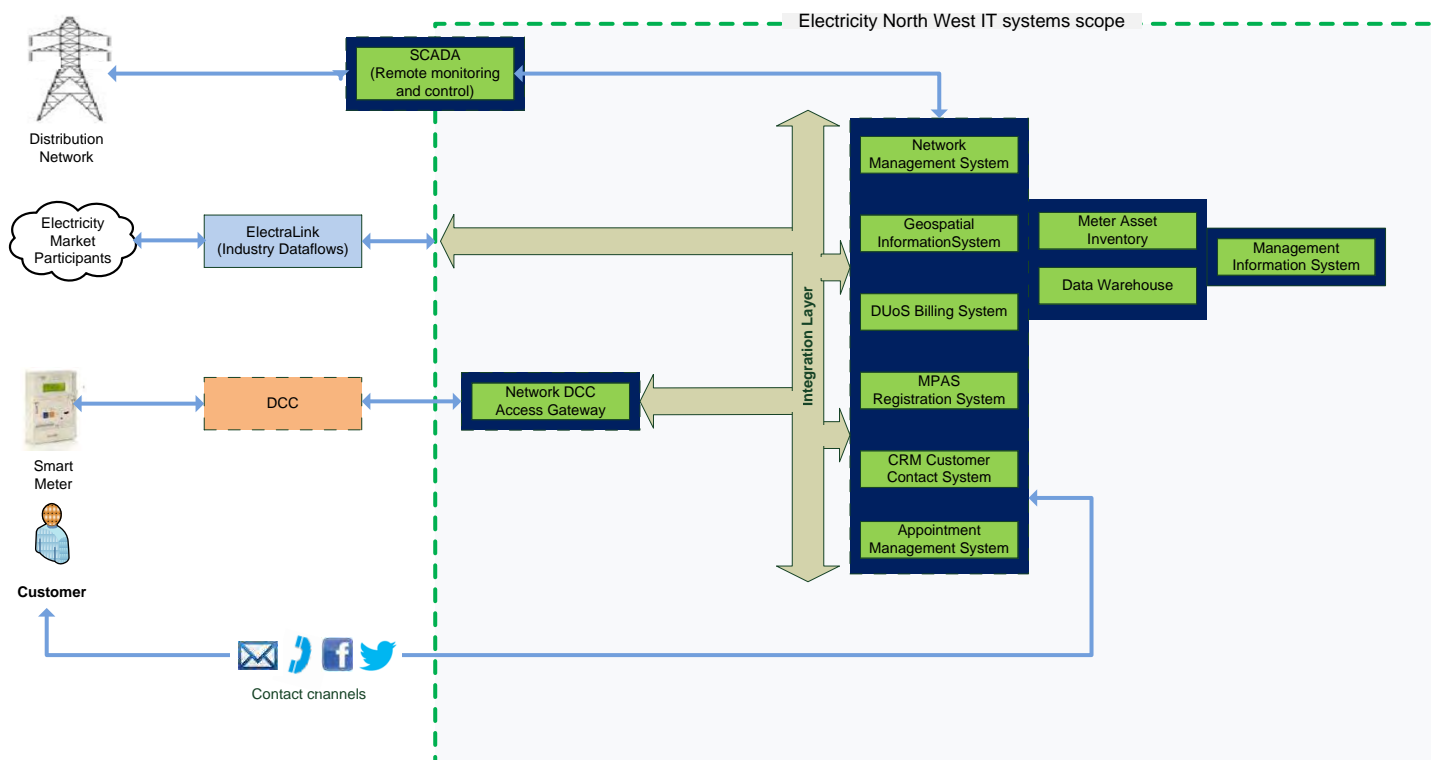 Electricity North West IT systems scope
SCADA
(Remote monitoring
and control)
Distribution
Network
Network
Management System
Electricity
Market
Participants
ElectraLink
(Industry Dataflows)
Geospatial
InformationSystem
Meter Asset
Inventory
Management
Information System
Data Warehouse
DUoS Billing System
Integration Layer
DCC
Network DCC
Access Gateway
MPAS
Registration System
Smart
Meter
CRM Customer
Contact System
Appointment
Management System
Customer
f
Contact channels